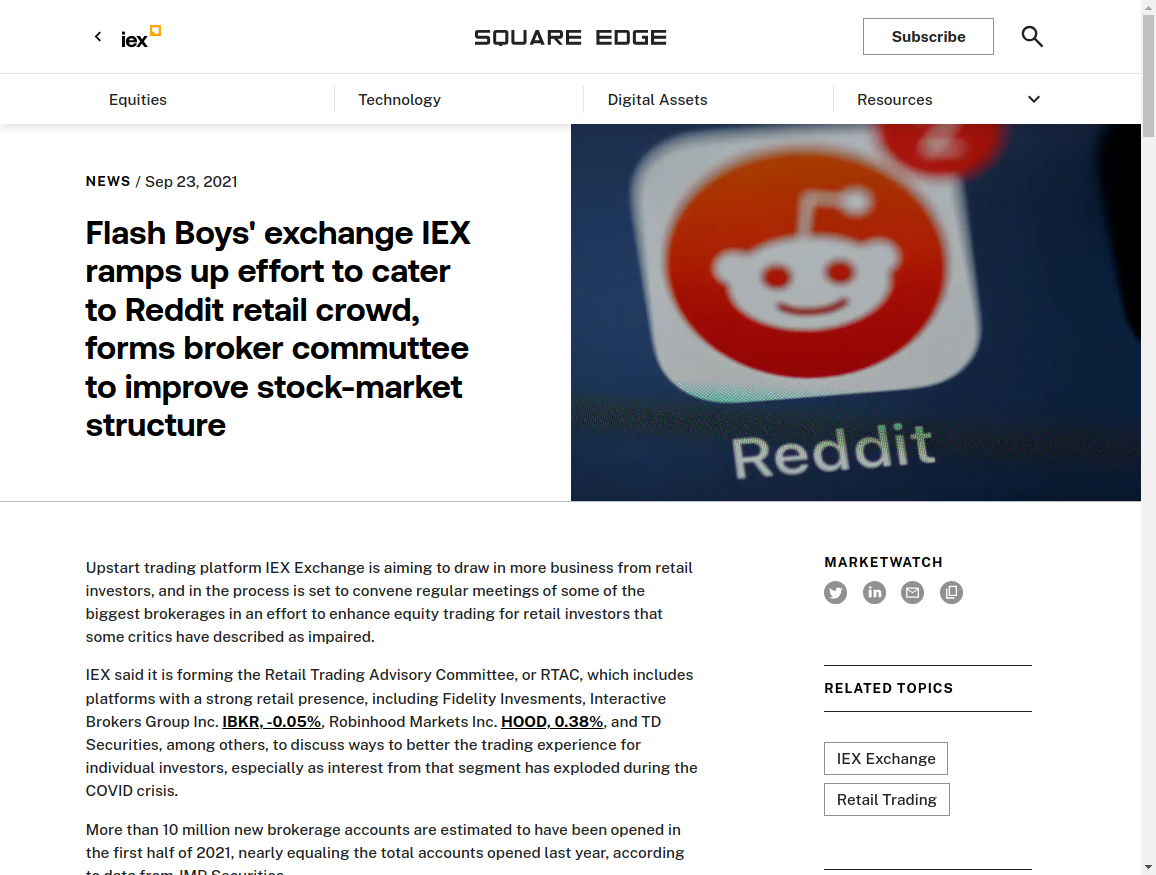 iex
SQUARE EDGE
Subscribe
Equities
Technology
Digital Assets
Resources
NEWS / Sep 23, 2021
Flash Boys' exchange IEX
ramps up effort to cater
to Reddit retail crowd,
forms broker commuttee
to improve stock-market
structure
2
Reddit
Upstart trading platform IEX Exchange is aiming to draw in more business from retail
investors, and in the process is set to convene regular meetings of some of the
biggest brokerages in an effort to enhance equity trading for retail investors that
some critics have described as impaired.
IEX said it is forming the Retail Trading Advisory Committee, or RTAC, which includes
platforms with a strong retail presence, including Fidelity Invesments, Interactive
Brokers Group Inc. IBKR, -0.05%, Robinhood Markets Inc. HOOD, 0.38%, and TD
Securities, among others, to discuss ways to better the trading experience for
individual investors, especially as interest from that segment has exploded during the
COVID crisis.
More than 10 million new brokerage accounts are estimated to have been opened in
the first half of 2021, nearly equaling the total accounts opened last year, according
to data from JMP Securities.
MARKETWATCH
in
RELATED TOPICS
IEX Exchange
Retail Trading